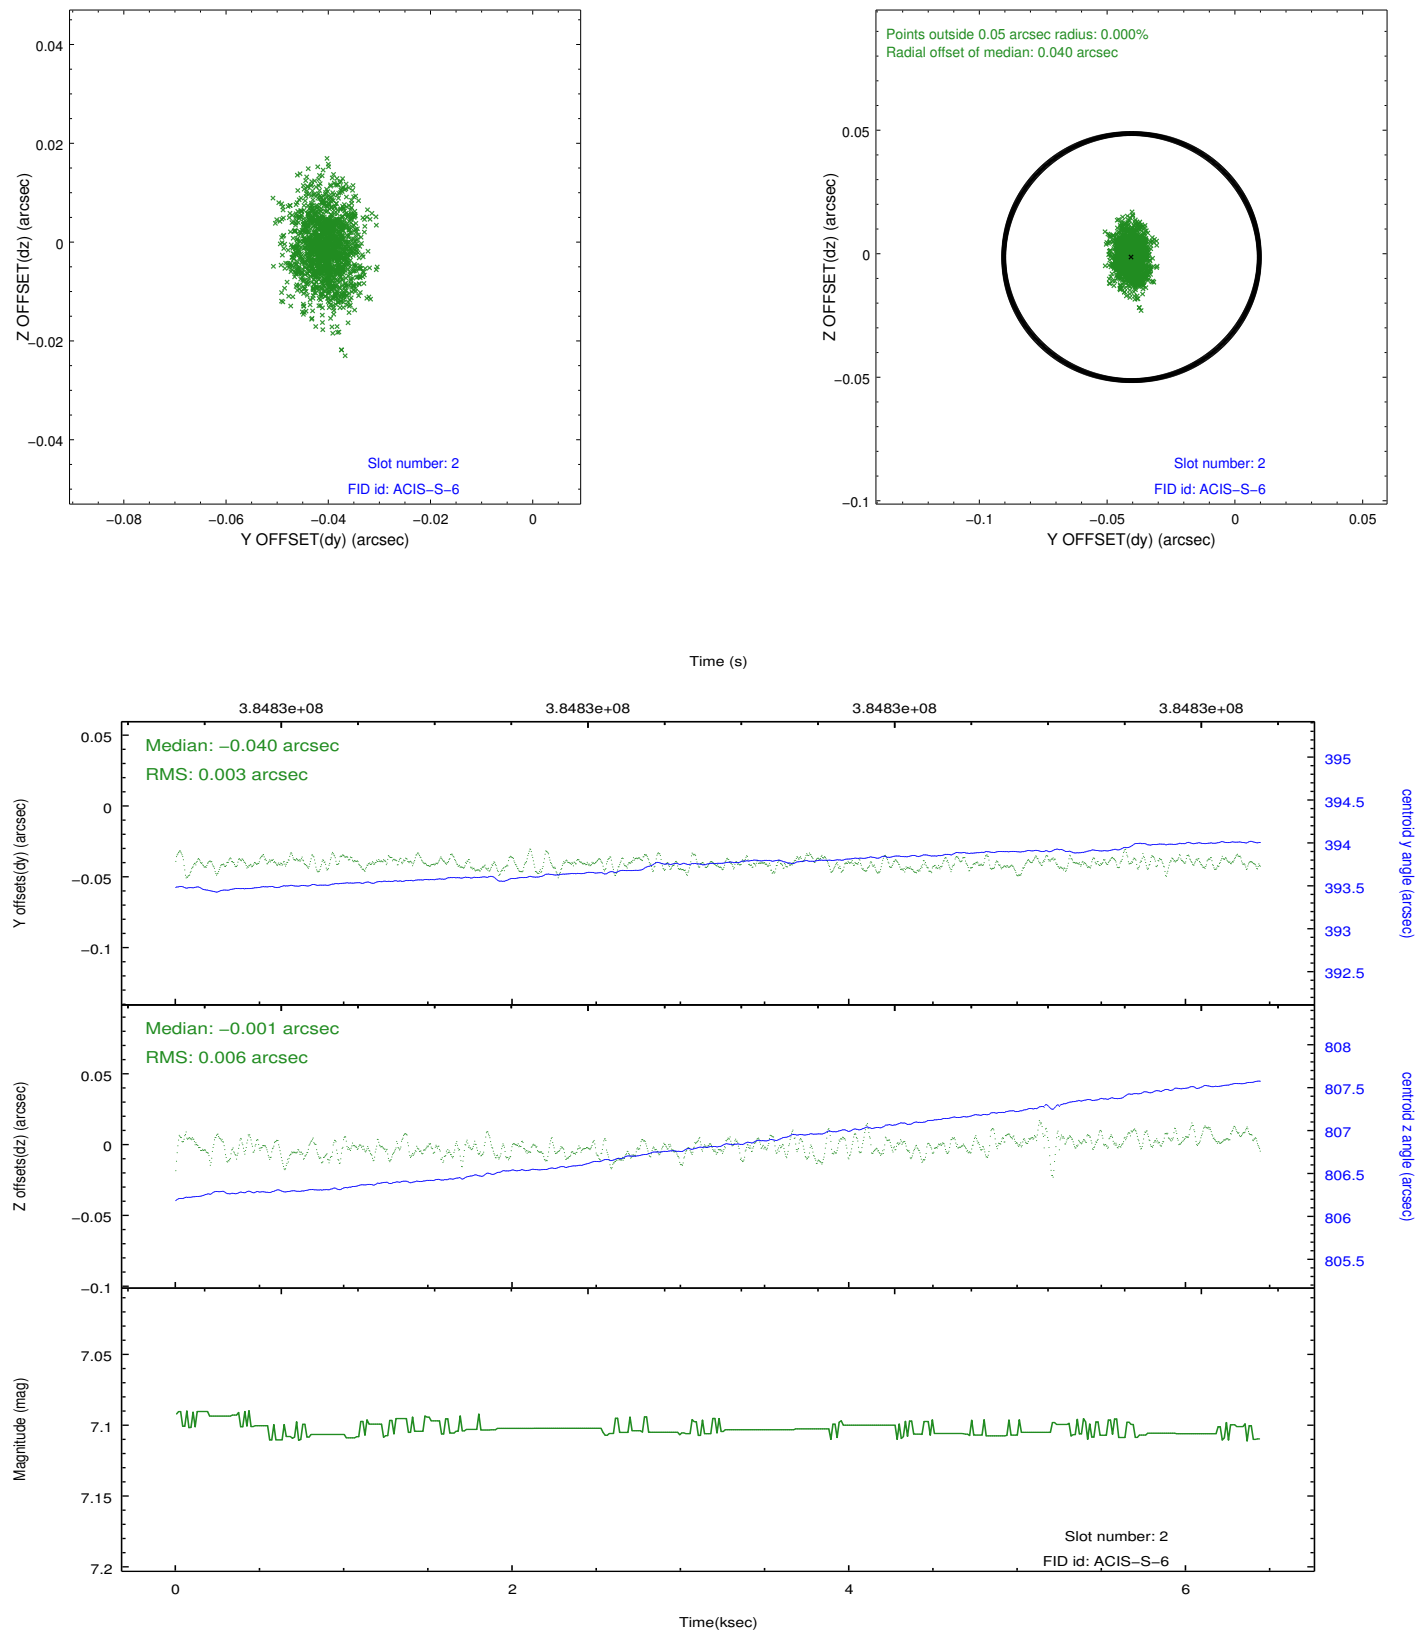 0.04
0.02
0
−0.02
−0.04
Z OFFSET(dz) (arcsec)
Slot number: 2
FID id: ACIS−S−6
−0.08
−0.06
−0.04
−0.02
0
Y OFFSET(dy) (arcsec)
Points outside 0.05 arcsec radius: 0.000%
Radial offset of median: 0.040 arcsec
0.05
0
−0.05
−0.1
Z OFFSET(dz) (arcsec)
Slot number: 2
FID id: ACIS−S−6
−0.1
−0.05
0
0.05
Y OFFSET(dy) (arcsec)
Time (s)
3.8483e+08
3.8483e+08
3.8483e+08
3.8483e+08
Median: −0.040 arcsec
RMS: 0.003 arcsec
0.05
0
−0.05
−0.1
Y offsets(dy) (arcsec)
395
394.5
394
393.5
393
392.5
centroid y angle (arcsec)
Median: −0.001 arcsec
RMS: 0.006 arcsec
0.05
0
−0.05
−0.1
Z offsets(dz) (arcsec)
808
807.5
807
806.5
806
805.5
centroid z angle (arcsec)
7.05
7.1
7.15
7.2
Magnitude (mag)
Slot number: 2
FID id: ACIS−S−6
0
2
4
6
Time(ksec)